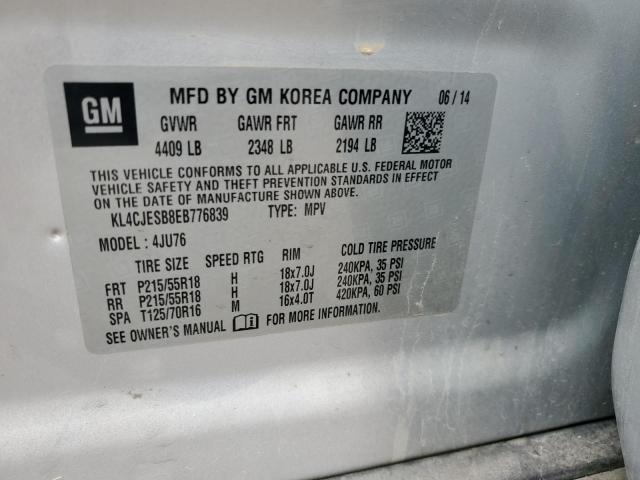 GM MFD BY GM KOREA COMPANY 06 / 14
GVWR GAWR FRT GAWR RR
4409 LB 2348 LB 2194 LB
THIS VEHICLE CONFORMS TO ALL APPLICABLE U.S. FEDERAL MOTOR
VEHICLE SAFETY AND THEFT PREVENTION STANDARDS IN EFFECT
ON THE DATE OF MANUFACTURE SHOWN ABOVE.
KL4CJESB8EB776839 TYPE: MPV
MODEL : 4JU76
TIRE SIZE SPEED RTG RIM COLD TIRE PRESSURE
FRT P215/55R18 H 18x7.0J 240KPA, 35 PSI
RR P215/55R18 H 18x7.0J 240KPA, 35 PSI
SPA T125/70R16 M 16x4.0T 420KPA, 60 PSI
SEE OWNER'S MANUAL FOR MORE INFORMATION.